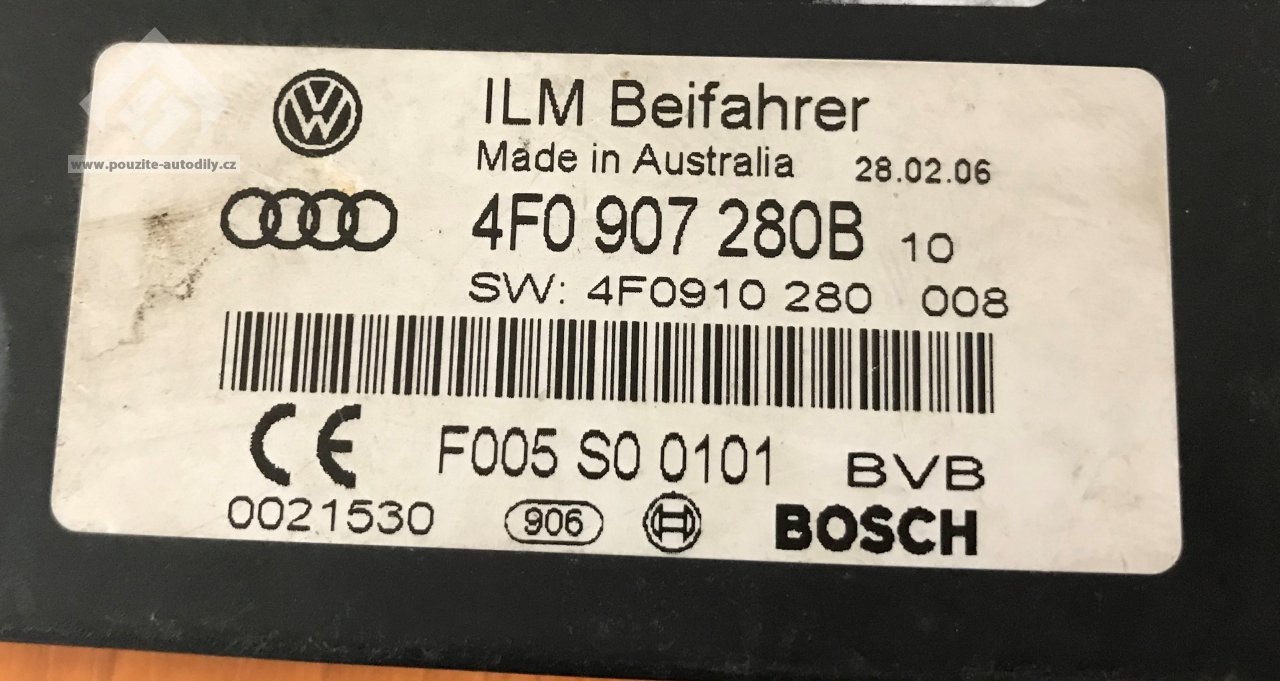 ILM Beifahrer
Made in Australia 28.02.06
www.pouzite-autodily.cz
4F0 907 280B 10
SW: 4F0910 280 008
CE F005 S0 0101 BVB
0021530 906 BOSCH